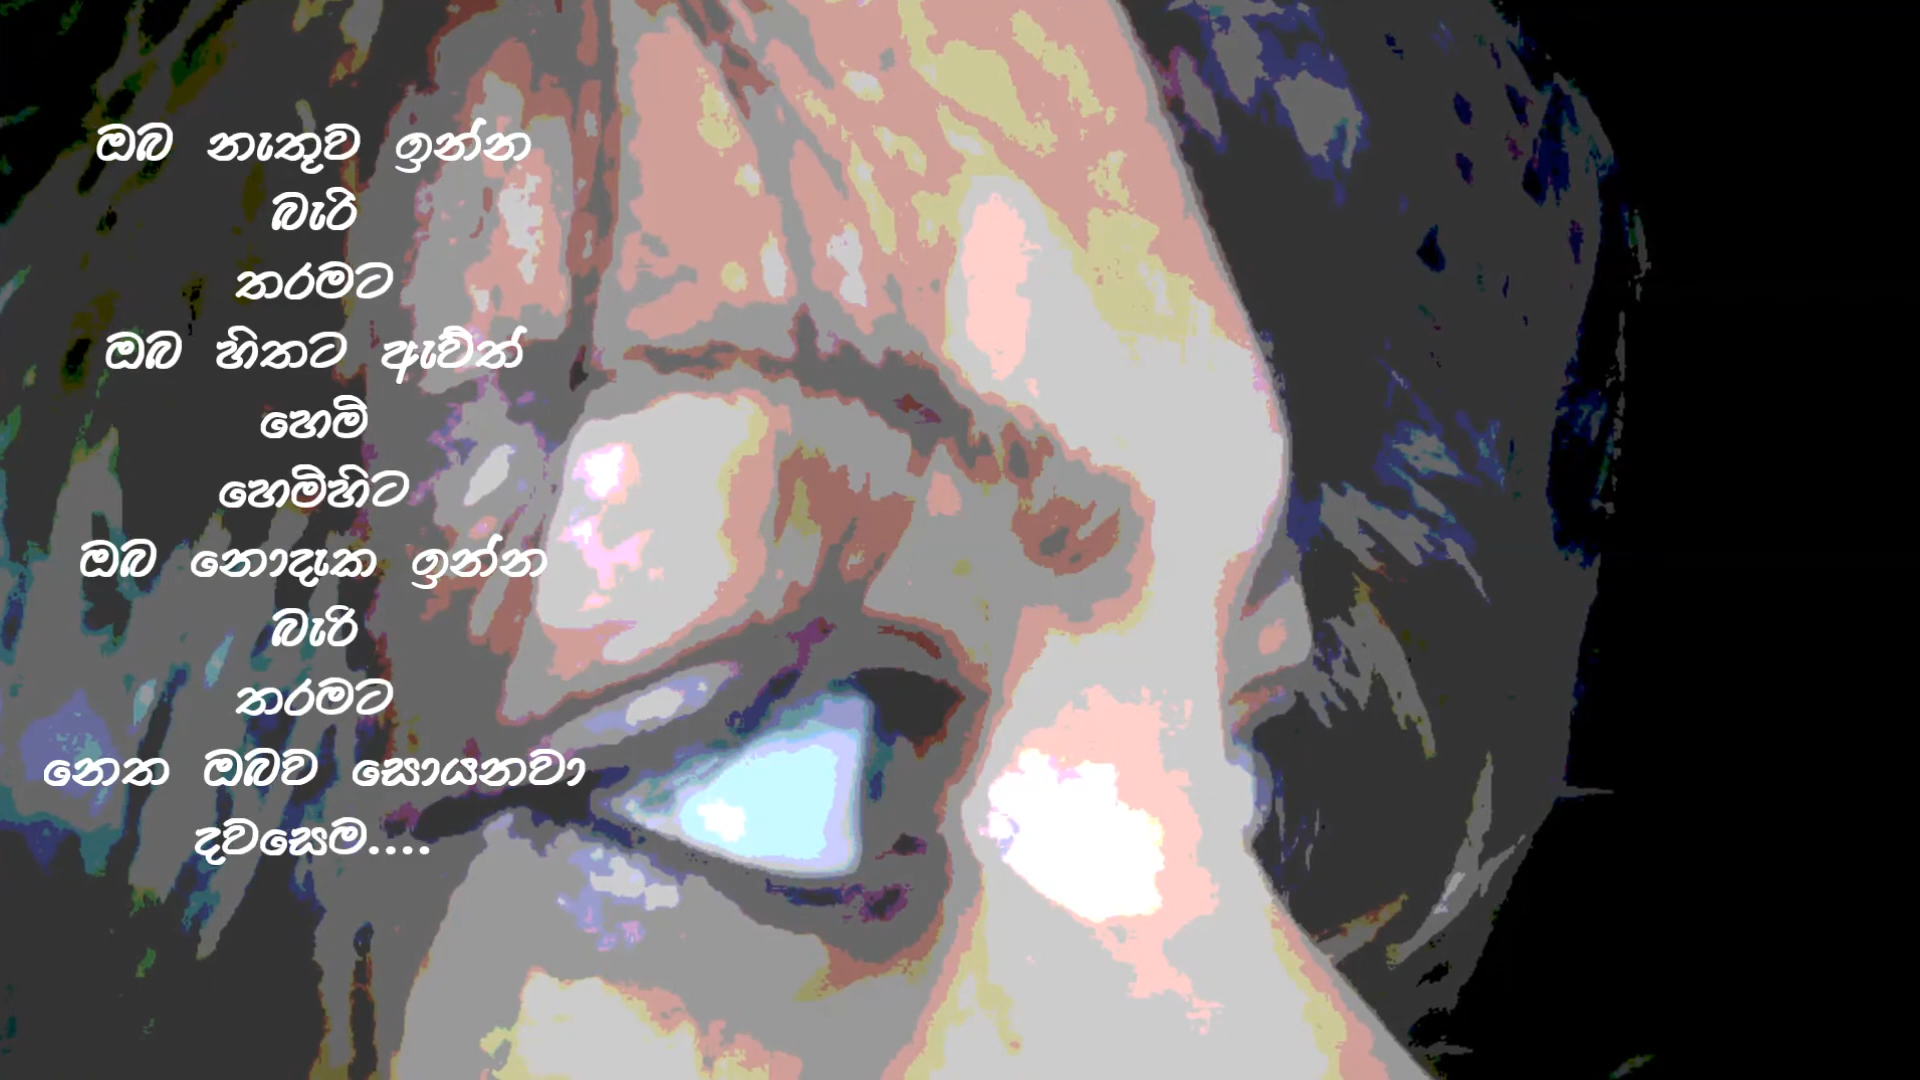 ඔබ නැතුව ඉන්න
බැරි
තරමට
ඔබ හිතට ඇවිත්
හෙමි
හෙමිහිට
ඔබ නොදැක ඉන්න
බැරි
තරමට
නෙත ඔබව සොයනවා
දවසෙම....